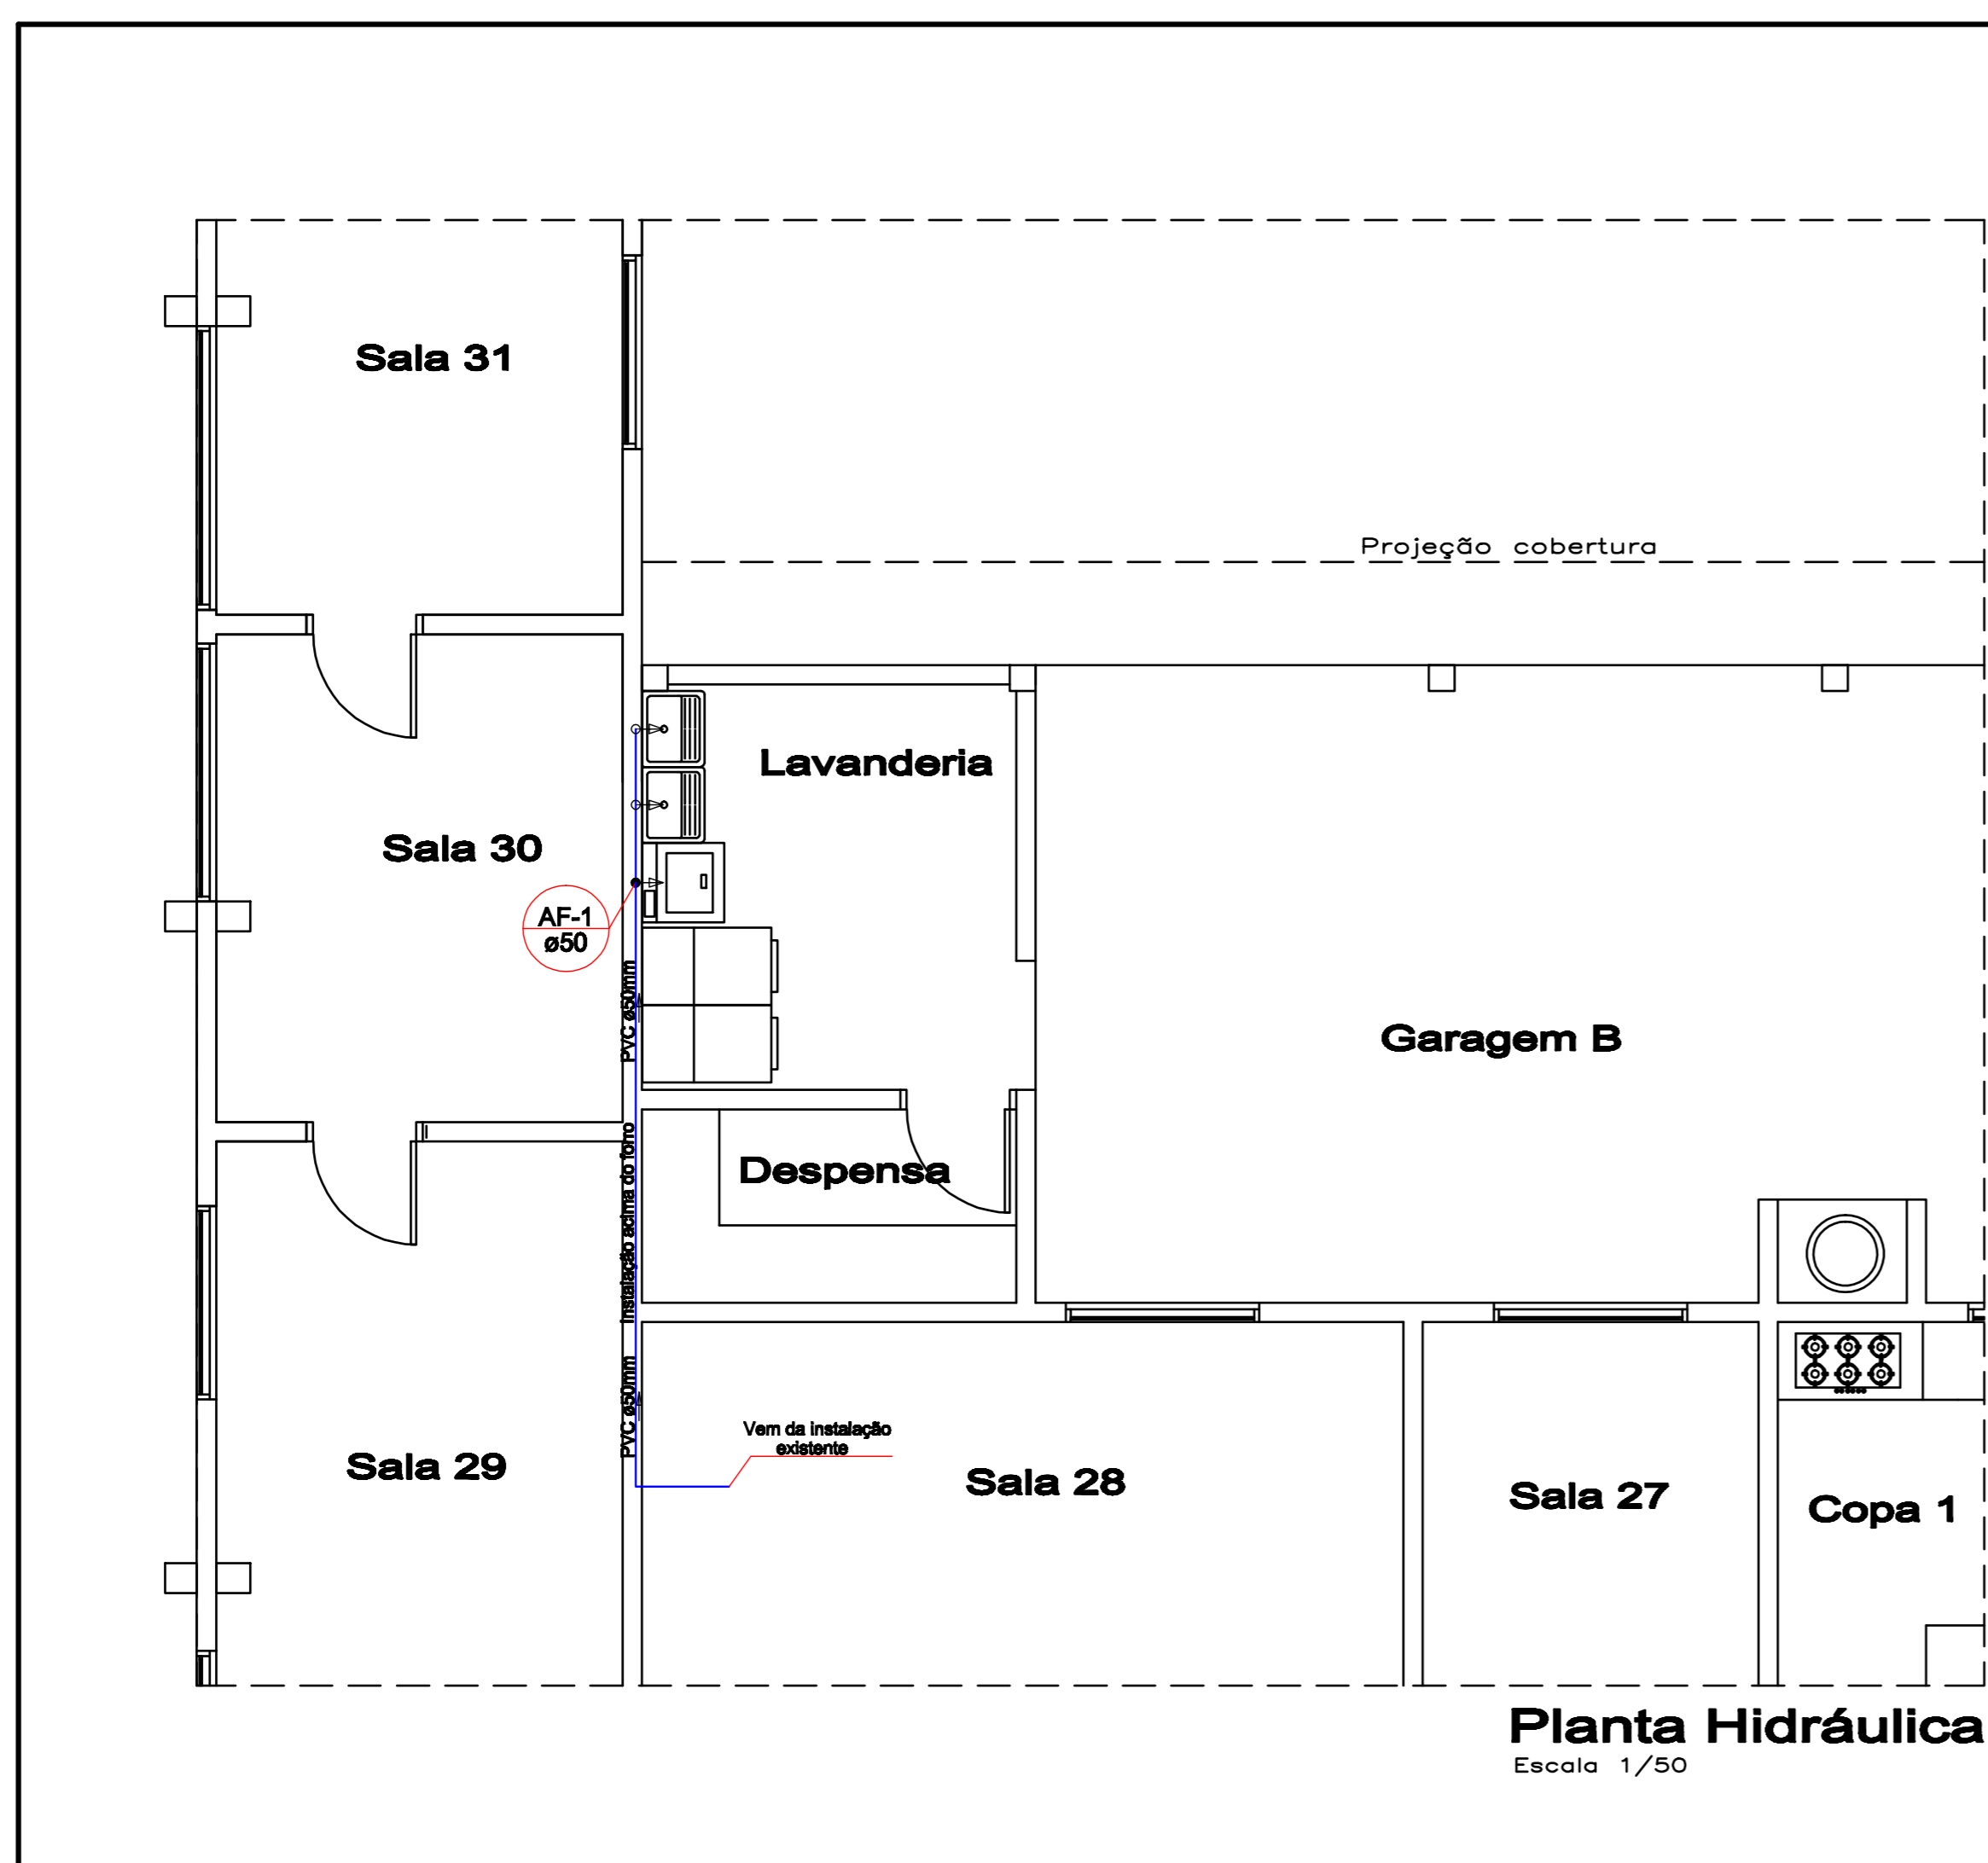 Sala 31
Projeção cobertura
Lavanderia
Sala 30
AF-1
ø50
PVC ø50mm
Garagem B
Despensa
Instalação acima do forro
PVC ø50mm
Vem da instalação
existente
Sala 29
Sala 28
Sala 27
Copa 1
Planta Hidráulica
Escala 1/50